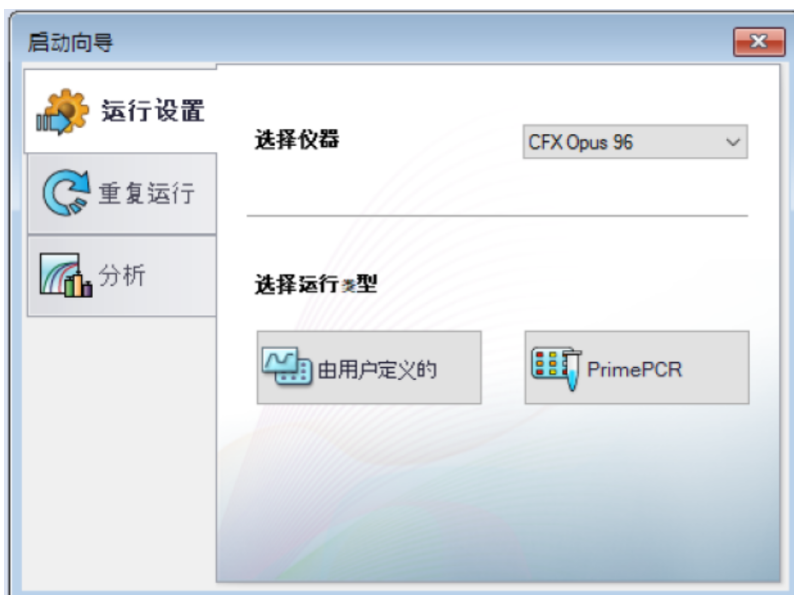 启动向导
运行设置
重复运行
分析
选择仪器
CFX Opus 96
选择运行类型
由用户定义的
PrimePCR